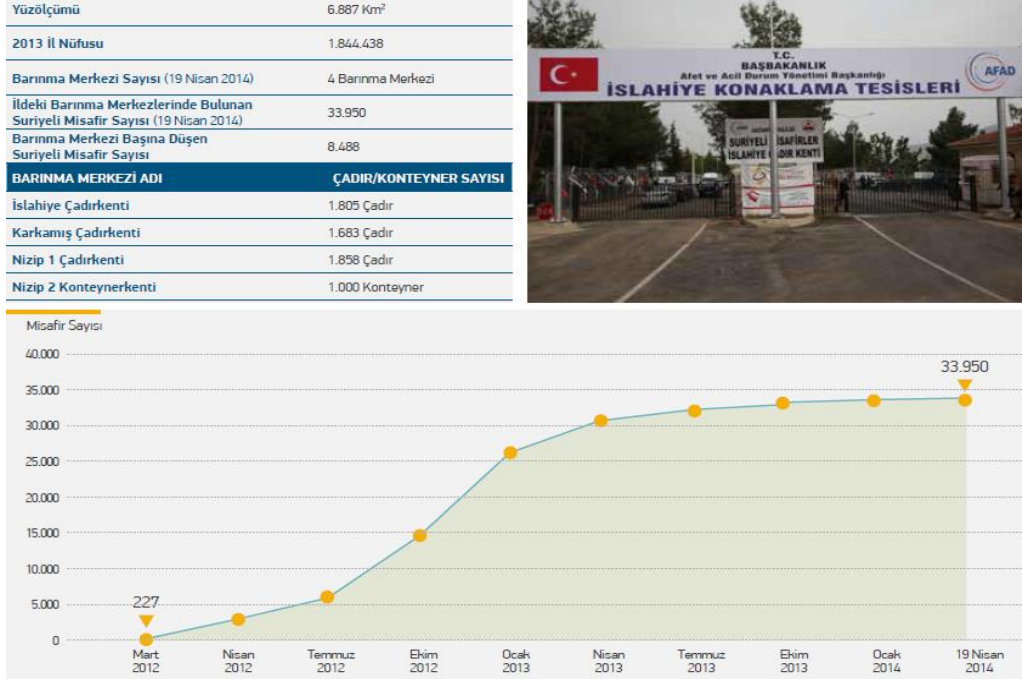 Yüzölçümü 6.887 Km²
2013 İl Nüfusu 1.844.438
Barınma Merkezi Sayısı (19 Nisan 2014) 4 Barınma Merkezi
İldeki Barınma Merkezlerinde Bulunan
Suriyeli Misafir Sayısı (19 Nisan 2014) 33.950
Barınma Merkezi Başına Düşen
Suriyeli Misafir Sayısı 8.488
BARINMA MERKEZİ ADI ÇADIR/KONTEYNER SAYISI
İslahiye Çadırkenti 1.805 Çadır
Karkamış Çadırkenti 1.683 Çadır
Nizip 1 Çadırkenti 1.858 Çadır
Nizip 2 Konteynerkenti 1.000 Konteyner
T.C.
BAŞBAKANLIK
Afet ve Acil Durum Yönetimi Başkanlığı
İSLAHİYE KONAKLAMA TESİSLERİ
AFAD
SURİYELİ MİSAFİRLER
İSLAHİYE ÇADIR KENTİ
Misafir Sayısı
40.000
35.000
30.000
25.000
20.000
15.000
10.000
5.000
0
227
33.950
Mart 2012
Nisan 2012
Temmuz 2012
Ekim 2012
Ocak 2013
Nisan 2013
Temmuz 2013
Ekim 2013
Ocak 2014
19 Nisan 2014